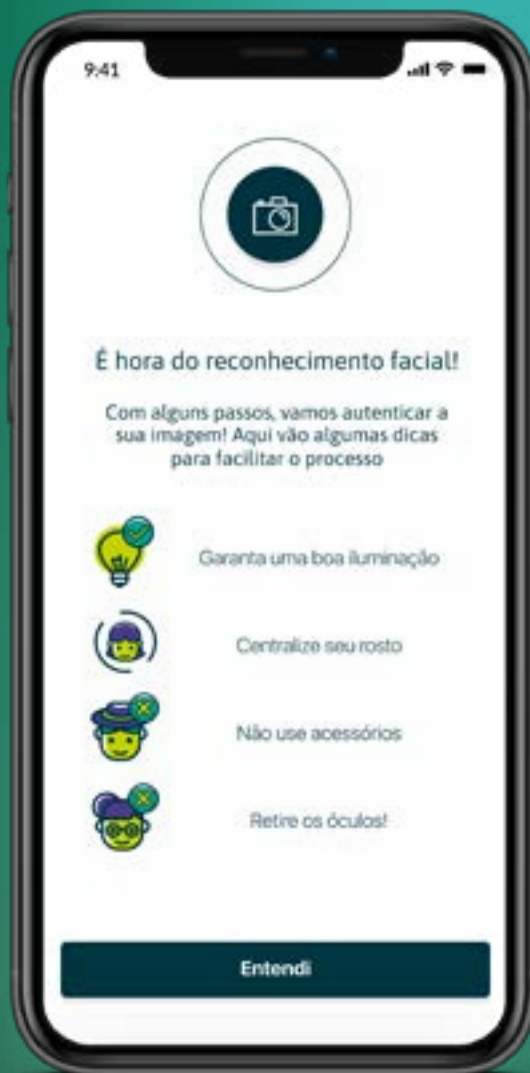 9:41
É hora do reconhecimento facial!
Com alguns passos, vamos autenticar a
sua imagem! Aqui vão algumas dicas
para facilitar o processo
Garanta uma boa iluminação
Centralize seu rosto
Não use acessórios
Retire os óculos!
Entendi